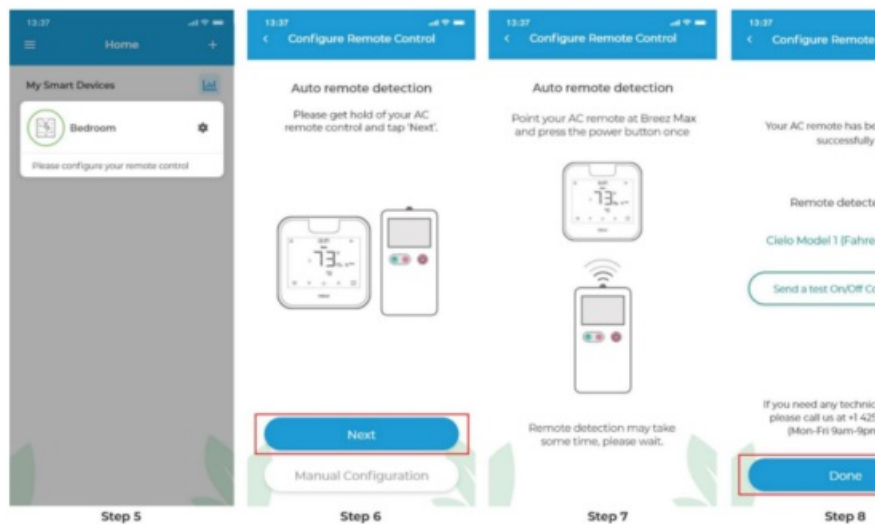 13:37
Home
My Smart Devices
Bedroom
Please configure your remote control
Step 5
13:37
Configure Remote Control
Auto remote detection
Please get hold of your AC
remote control and tap 'Next'.
73
Next
Manual Configuration
Step 6
13:37
Configure Remote Control
Auto remote detection
Point your AC remote at Breez Max
and press the power button once
73
Remote detection may take
some time, please wait.
Step 7
13:37
Configure Remote
Your AC remote has be
successfully
Remote detecte
Cielo Model 1 (Fahre
Send a test On/Off Co
If you need any technic
please call us at +1 425
(Mon-Fri 9am-9pm
Done
Step 8